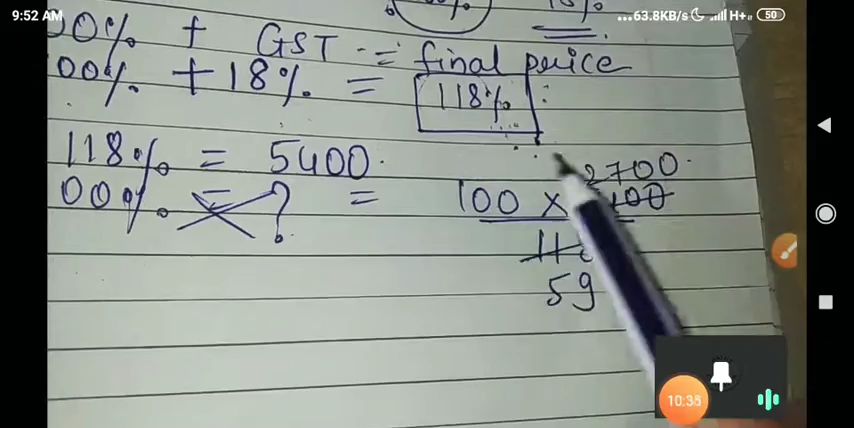 9:52 AM ...63.8KB/s H+ 50
00% + GST = final price
00% + 18% = 118%
118% = 5400
2700
00% = ? = 100 ×
59
10:38